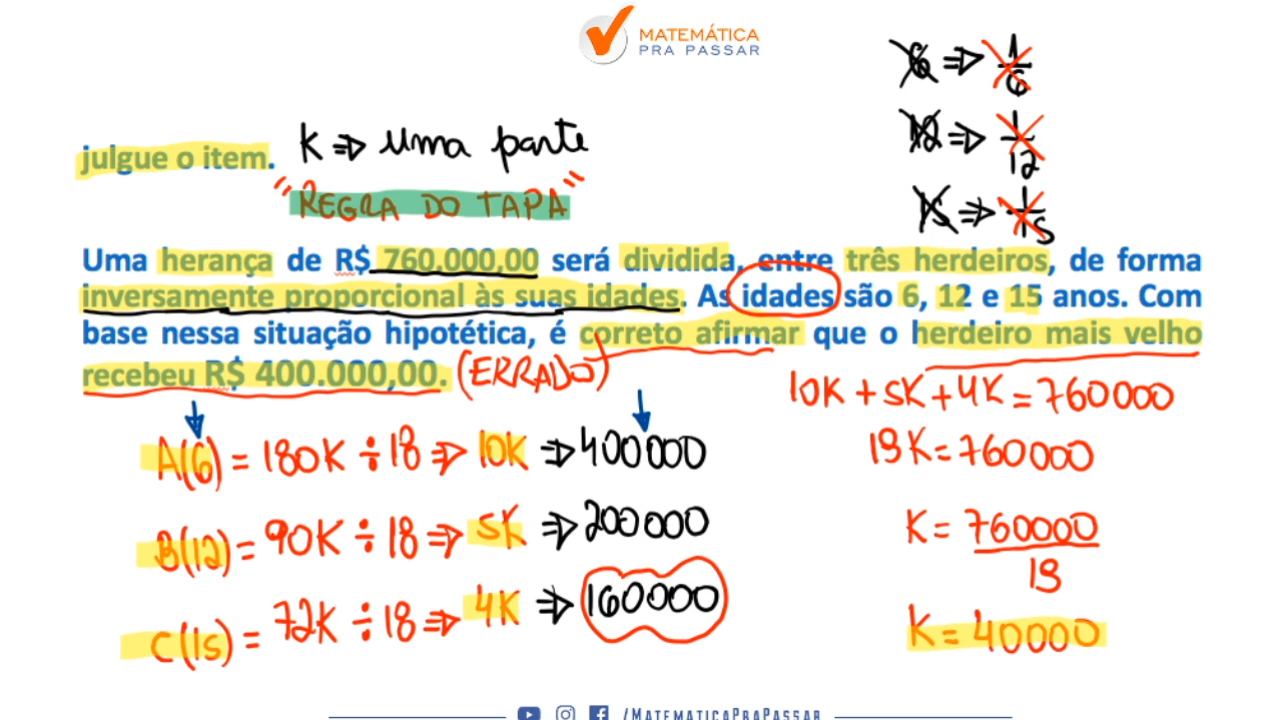 MATEMÁTICA
PRA PASSAR
6 ⇒ 1/6
12 ⇒ 1/12
15 ⇒ 1/15
julgue o item. K ⇒ uma parte
"REGRA DO TAPA"
Uma herança de R$ 760.000,00 será dividida, entre três herdeiros, de forma
inversamente proporcional às suas idades. As idades são 6, 12 e 15 anos. Com
base nessa situação hipotética, é correto afirmar que o herdeiro mais velho
recebeu R$ 400.000,00. (ERRADO)
A(6) = 180K ÷ 18 ⇒ 10K ⇒ 400000
B(12) = 90K ÷ 18 ⇒ 5K ⇒ 200000
C(15) = 72K ÷ 18 ⇒ 4K ⇒ 160000
10K + 5K + 4K = 760000
19K = 760000
K = 760000/19
K = 40000
/MATEMATICAPRAPASSAR